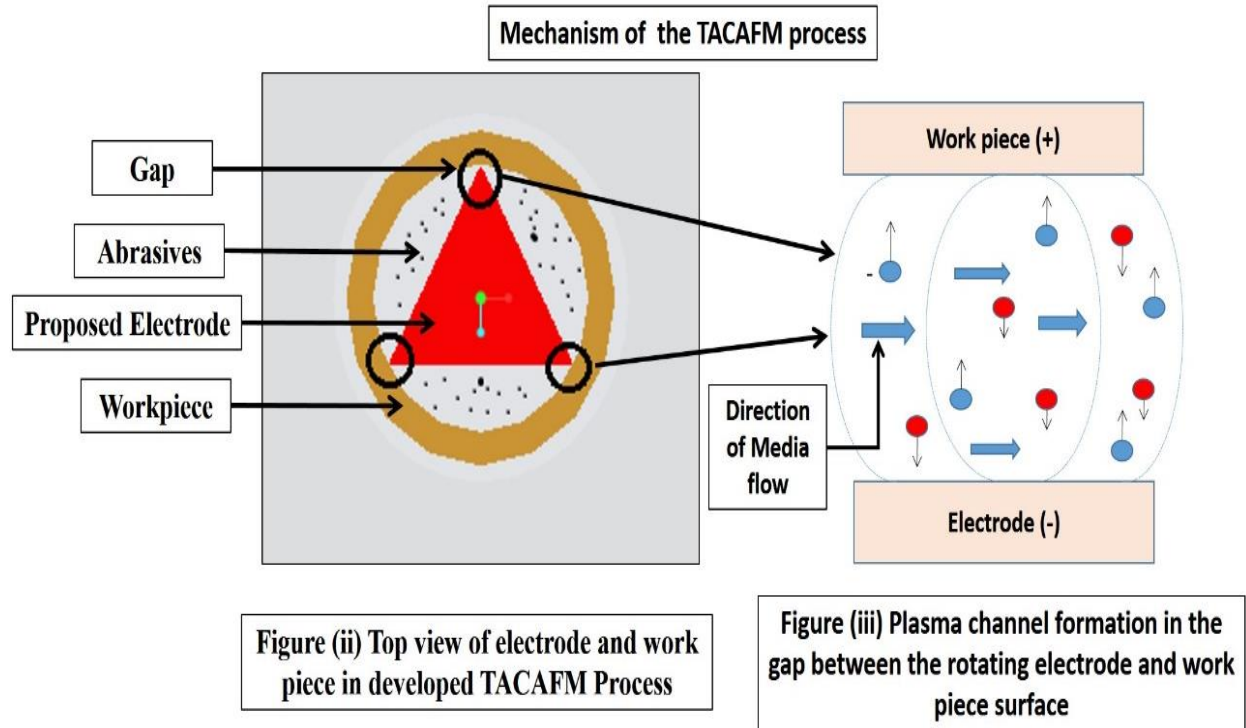 Mechanism of the TACAFM process
Gap
Abrasives
Proposed Electrode
Workpiece
Figure (ii) Top view of electrode and work
piece in developed TACAFM Process
Work piece (+)
-
Direction
of Media
flow
Electrode (-)
Figure (iii) Plasma channel formation in the
gap between the rotating electrode and work
piece surface